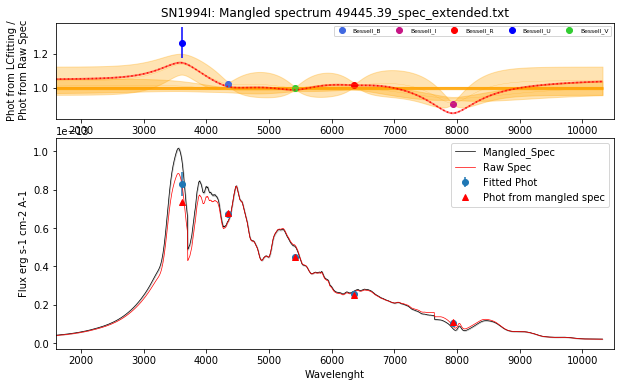 SN1994I: Mangled spectrum 49445.39_spec_extended.txt
Phot from LCfitting /
Phot from Raw Spec
1.2
1.0
Bessell_B
Bessell_I
Bessell_R
Bessell_U
Bessell_V
2000 3000 4000 5000 6000 7000 8000 9000 10000
1e−13
Flux erg s-1 cm-2 A-1
1.0
0.8
0.6
0.4
0.2
0.0
Mangled_Spec
Raw Spec
Fitted Phot
Phot from mangled spec
2000 3000 4000 5000 6000 7000 8000 9000 10000
Wavelenght